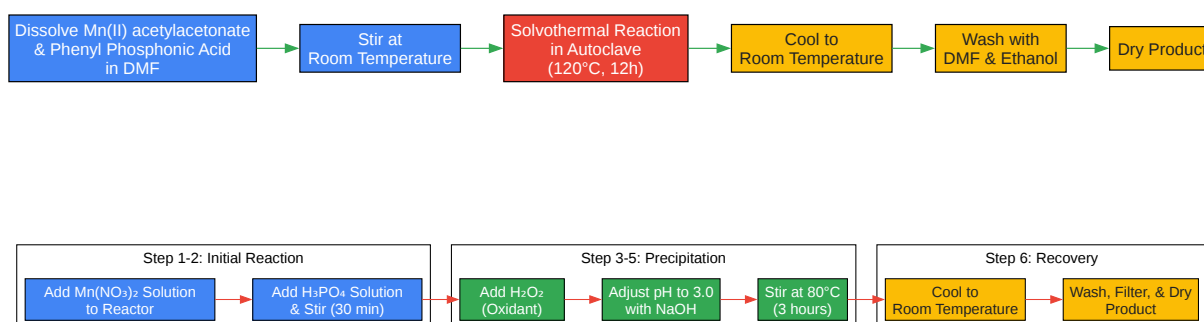 Dissolve Mn(II) acetylacetonate
& Phenyl Phosphonic Acid
in DMF
Stir at
Room Temperature
Solvothermal Reaction
in Autoclave
(120°C, 12h)
Cool to
Room Temperature
Wash with
DMF & Ethanol
Dry Product
Step 1-2: Initial Reaction
Add Mn(NO₃)₂ Solution
to Reactor
Add H₃PO₄ Solution
& Stir (30 min)
Step 3-5: Precipitation
Add H₂O₂
(Oxidant)
Adjust pH to 3.0
with NaOH
Stir at 80°C
(3 hours)
Step 6: Recovery
Cool to
Room Temperature
Wash, Filter, & Dry
Product